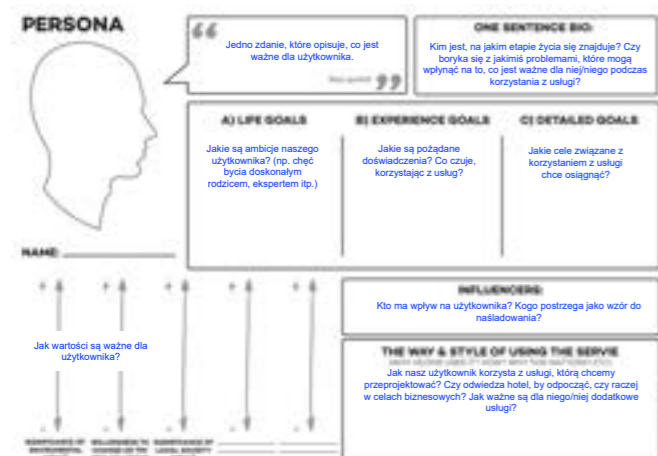 PERSONA
Jedno zdanie, które opisuje, co jest
ważne dla użytkownika.
ONE SENTENCE BIO:
Kim jest, na jakim etapie życia się znajduje? Czy
boryka się z jakimiś problemami, które mogą
wpłynąć na to, co jest ważne dla niej/niego podczas
korzystania z usługi?
A) LIFE GOALS
Jakie są ambicje naszego
użytkownika? (np. chęć
bycia doskonałym
rodzicem, ekspertem itp.)
B) EXPERIENCE GOALS
Jakie są pożądane
doświadczenia? Co czuje,
korzystając z usług?
C) DETAILED GOALS
Jakie cele związane z
korzystaniem z usługi
chce osiągnąć?
NAME:
Jak wartości są ważne dla
użytkownika?
INFLUENCERS:
Kto ma wpływ na użytkownika? Kogo postrzega jako wzór do
naśladowania?
THE WAY & STYLE OF USING THE SERVIE
Jak nasz użytkownik korzysta z usługi, którą chcemy
przeprojektować? Czy odwiedza hotel, by odpocząć, czy raczej
w celach biznesowych? Jak ważne są dla niego/niej dodatkowe
usługi?